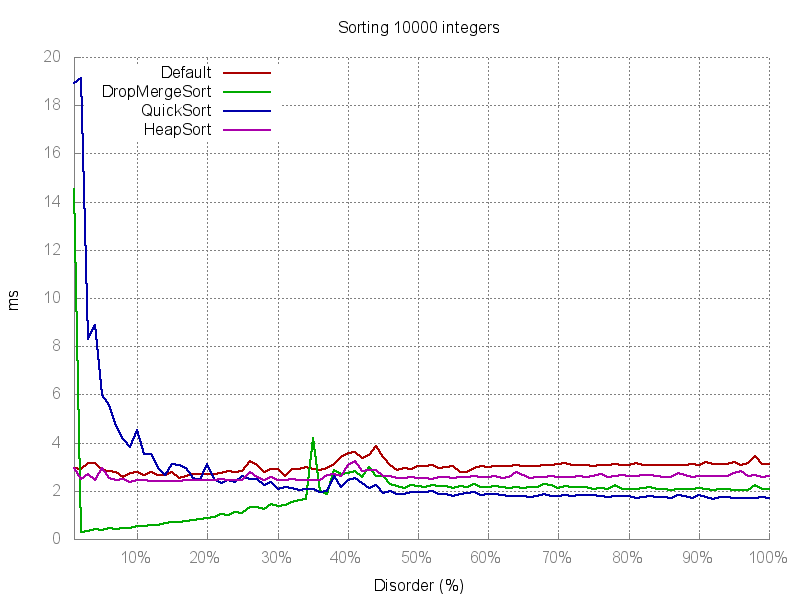 Sorting 10000 integers
20
18
16
14
12
10
8
6
4
2
0
ms
Default
DropMergeSort
QuickSort
HeapSort
10% 20% 30% 40% 50% 60% 70% 80% 90% 100%
Disorder (%)